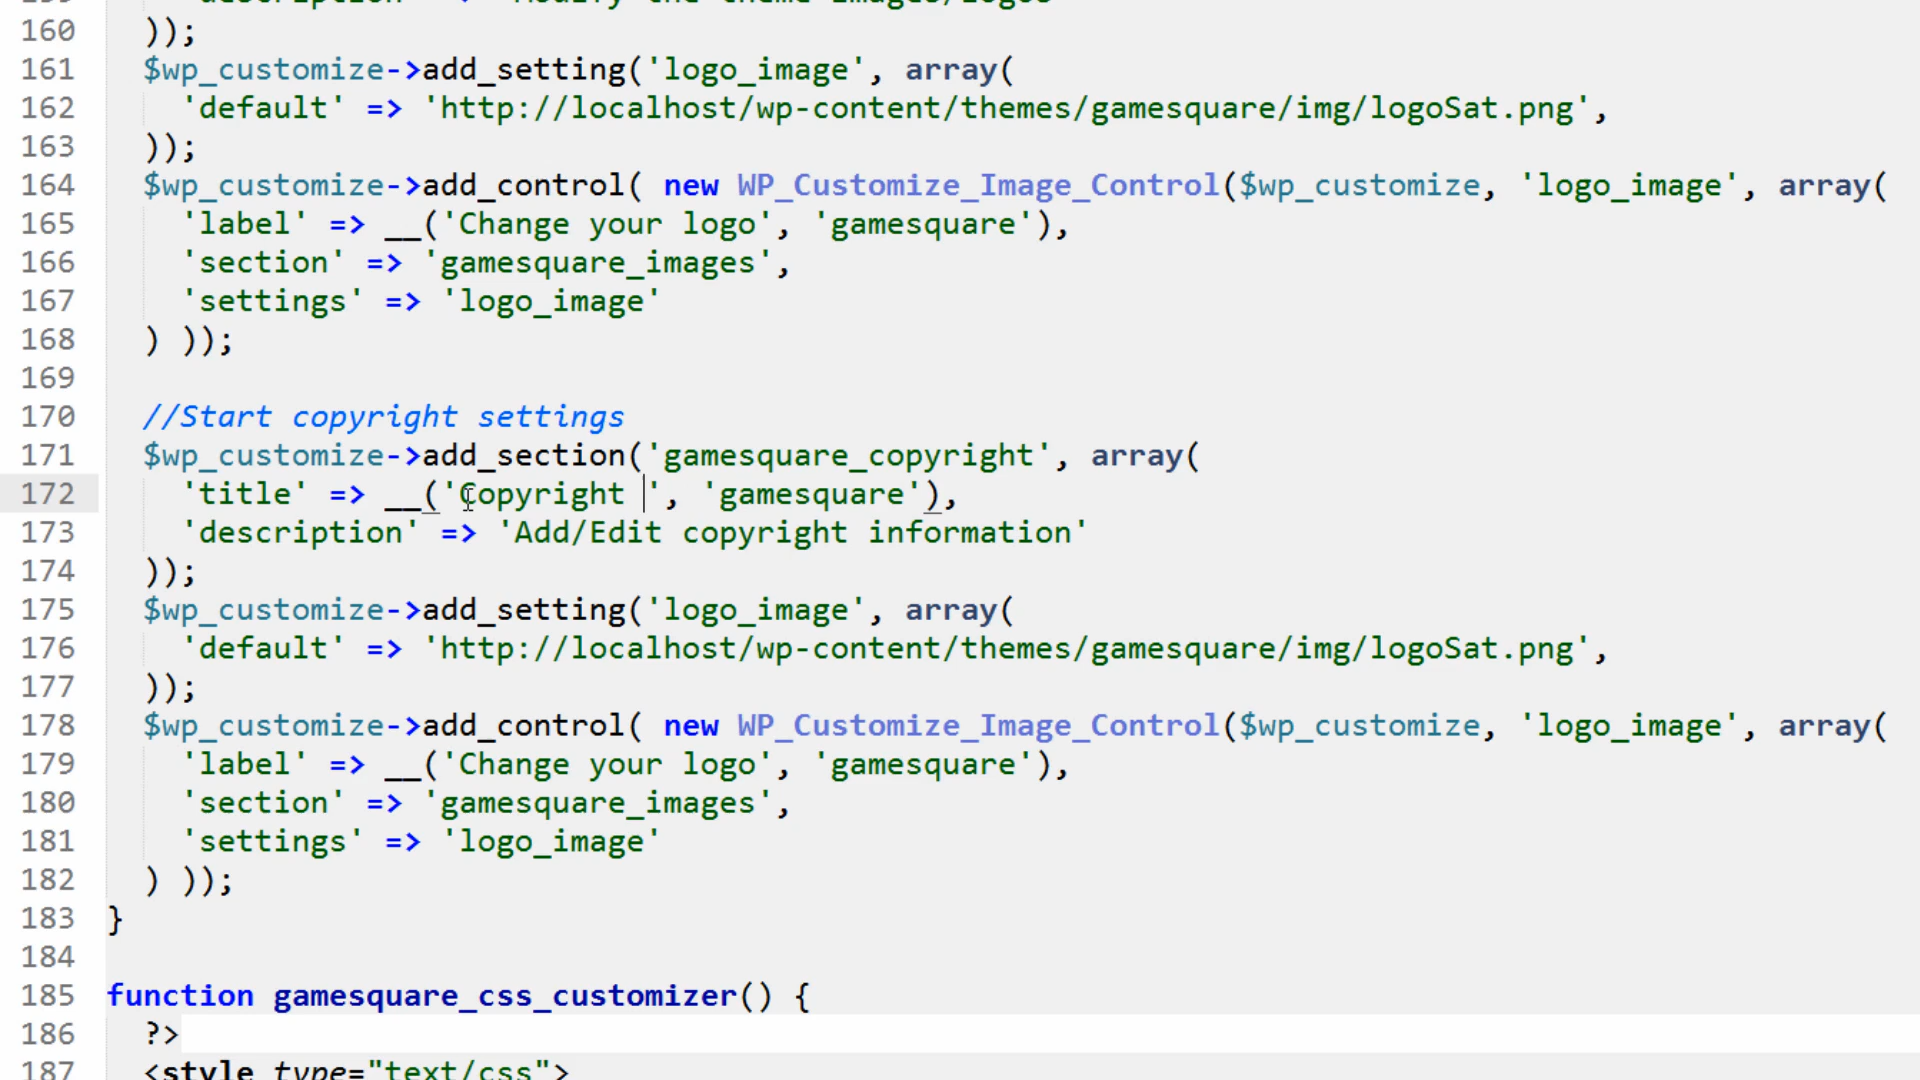 160 ));
161 $wp_customize->add_setting('logo_image', array(
162 'default' => 'http://localhost/wp-content/themes/gamesquare/img/logoSat.png',
163 ));
164 $wp_customize->add_control( new WP_Customize_Image_Control($wp_customize, 'logo_image', array(
165 'label' => __('Change your logo', 'gamesquare'),
166 'section' => 'gamesquare_images',
167 'settings' => 'logo_image'
168 ) ));
169
170 //Start copyright settings
171 $wp_customize->add_section('gamesquare_copyright', array(
172 'title' => __('Copyright ', 'gamesquare'),
173 'description' => 'Add/Edit copyright information'
174 ));
175 $wp_customize->add_setting('logo_image', array(
176 'default' => 'http://localhost/wp-content/themes/gamesquare/img/logoSat.png',
177 ));
178 $wp_customize->add_control( new WP_Customize_Image_Control($wp_customize, 'logo_image', array(
179 'label' => __('Change your logo', 'gamesquare'),
180 'section' => 'gamesquare_images',
181 'settings' => 'logo_image'
182 ) ));
183 }
184
185 function gamesquare_css_customizer() {
186 ?>
187 <style type="text/css">